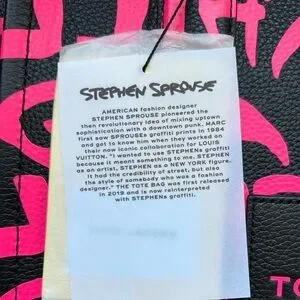 STEPHEN SPROUSE
AMERICAN fashion designer
STEPHEN SPROUSE pioneered the
then revolutionary idea of mixing uptown
sophistication with a downtown punk. MARC
first saw SPROUSEs graffiti prints in 1984
and got to know him when they worked on
their now iconic collaboration for LOUIS
VUITTON. "I wanted to use STEPHENs graffiti
because it meant something to me. STEPHEN
as an artist, STEPHEN as a NEW YORK figure.
It had the credibility of street, but also
the style of somebody who was a fashion
designer." THE TOTE BAG was first released
in 2019 and is now reinterpreted
with STEPHENs graffiti.
TO